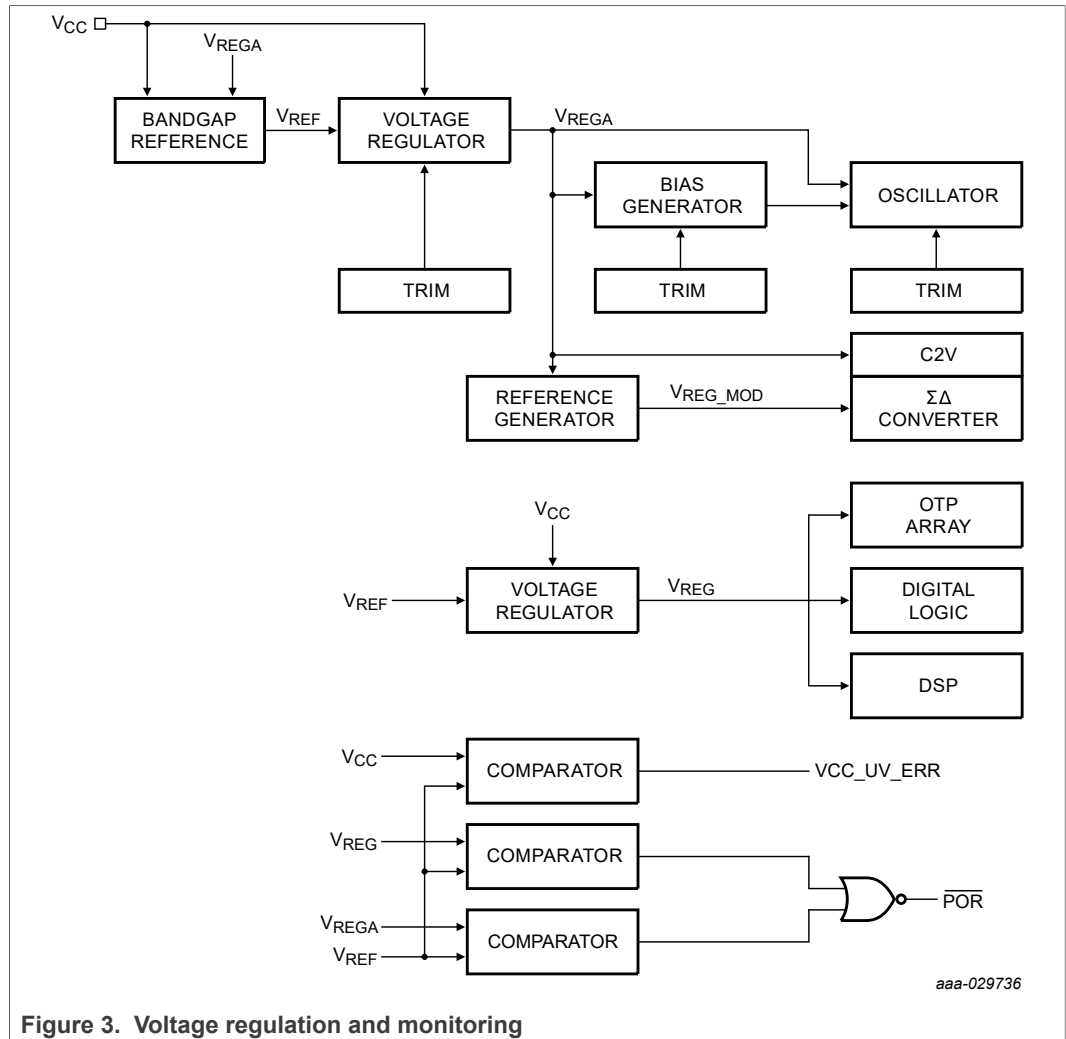 VCC
VREGA
BANDGAP
REFERENCE
VREF
VOLTAGE
REGULATOR
VREGA
BIAS
GENERATOR
OSCILLATOR
TRIM
TRIM
TRIM
C2V
REFERENCE
GENERATOR
VREG_MOD
ΣΔ
CONVERTER
VCC
VREF
VOLTAGE
REGULATOR
VREG
OTP
ARRAY
DIGITAL
LOGIC
DSP
VCC
COMPARATOR
VCC_UV_ERR
VREG
COMPARATOR
VREGA
VREF
COMPARATOR
POR
aaa-029736
Figure 3. Voltage regulation and monitoring